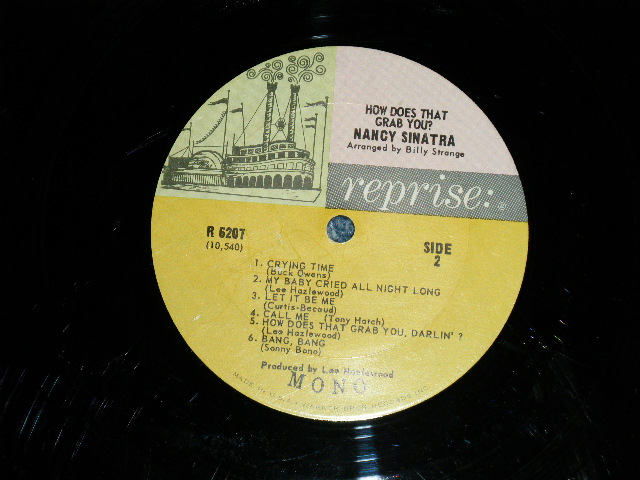 HOW DOES THAT
GRAB YOU?
NANCY SINATRA
Arranged by Billy Strange
reprise:
R 6207
(10,540)
SIDE
2
1. CRYING TIME
(Buck Owens)
2. MY BABY CRIED ALL NIGHT LONG
(Lee Hazlewood)
3. LET IT BE ME
(Curtis-Becaud)
4. CALL ME (Tony Hatch)
5. HOW DOES THAT GRAB YOU, DARLIN' ?
(Lee Hazlewood)
6. BANG, BANG
(Sonny Bono)
Produced by Lee Hazlewood
MONO